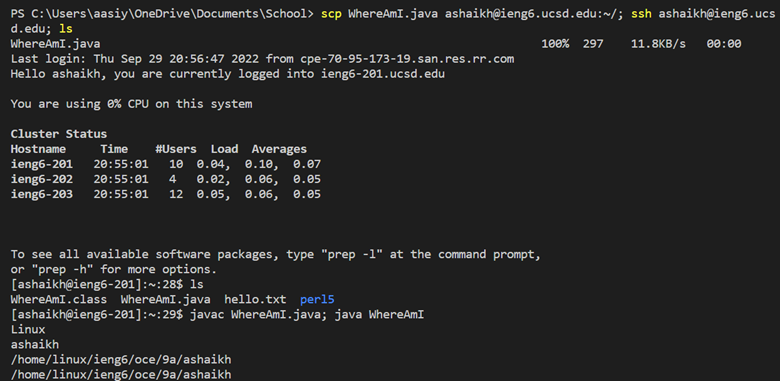 PS C:\Users\aasiy\OneDrive\Documents\School> scp WhereAmI.java ashaikh@ieng6.ucsd.edu:~/; ssh ashaikh@ieng6.ucs
d.edu; ls
WhereAmI.java 100% 297 11.8KB/s 00:00
Last login: Thu Sep 29 20:56:47 2022 from cpe-70-95-173-19.san.res.rr.com
Hello ashaikh, you are currently logged into ieng6-201.ucsd.edu
You are using 0% CPU on this system
Cluster Status
Hostname Time #Users Load Averages
ieng6-201 20:55:01 10 0.04, 0.10, 0.07
ieng6-202 20:55:01 4 0.02, 0.06, 0.05
ieng6-203 20:55:01 12 0.05, 0.06, 0.05
To see all available software packages, type "prep -l" at the command prompt,
or "prep -h" for more options.
[ashaikh@ieng6-201]:~:28$ ls
WhereAmI.class WhereAmI.java hello.txt perl5
[ashaikh@ieng6-201]:~:29$ javac WhereAmI.java; java WhereAmI
Linux
ashaikh
/home/linux/ieng6/oce/9a/ashaikh
/home/linux/ieng6/oce/9a/ashaikh